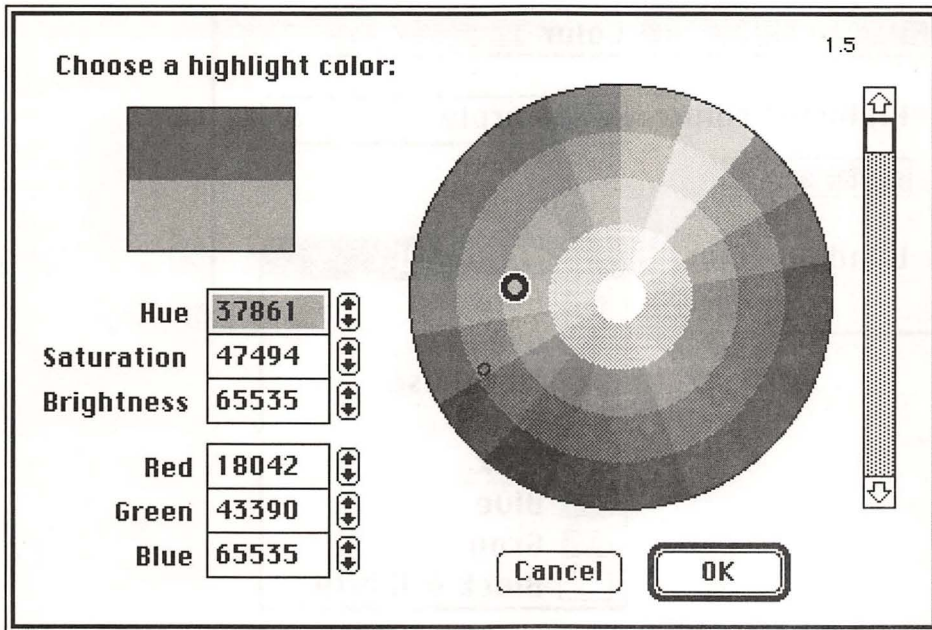 1.5
Choose a highlight color:
Hue 37861
Saturation 47494
Brightness 65535
Red 18042
Green 43390
Blue 65535
Cancel OK